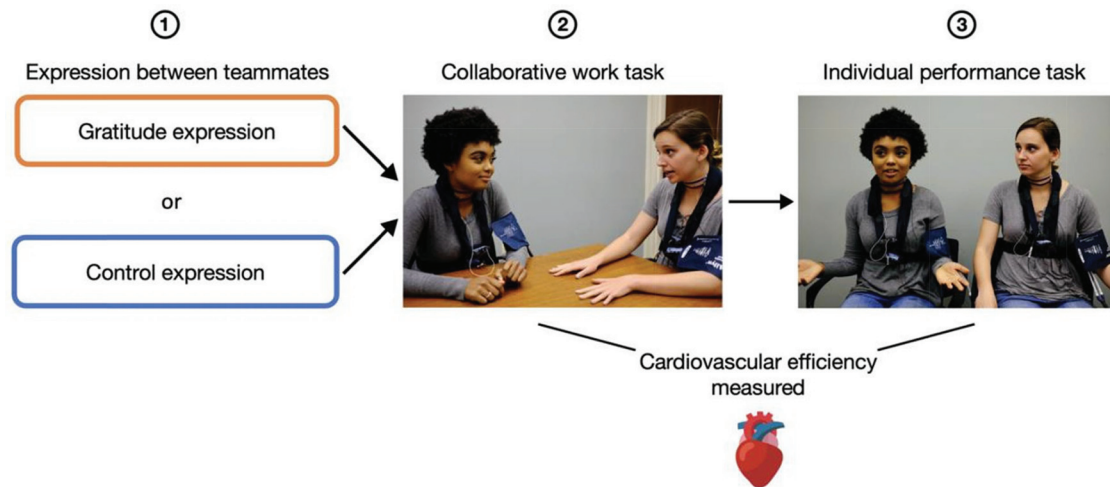 1
2
3
Expression between teammates
Collaborative work task
Individual performance task
Gratitude expression
or
Control expression
Cardiovascular efficiency
measured